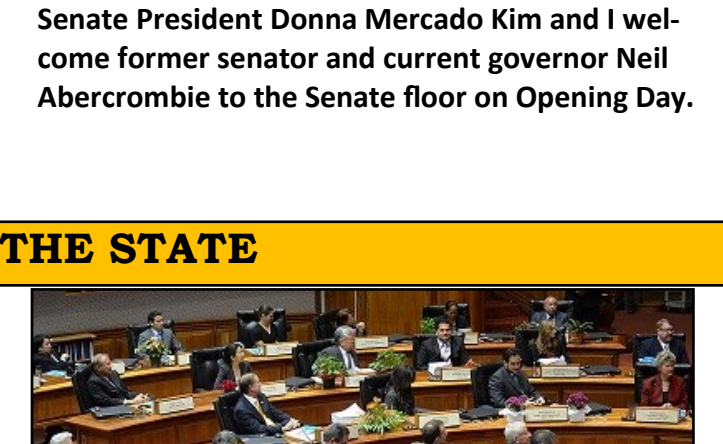 Senate President Donna Mercado Kim and I wel-
come former senator and current governor Neil
Abercrombie to the Senate floor on Opening Day.
THE STATE